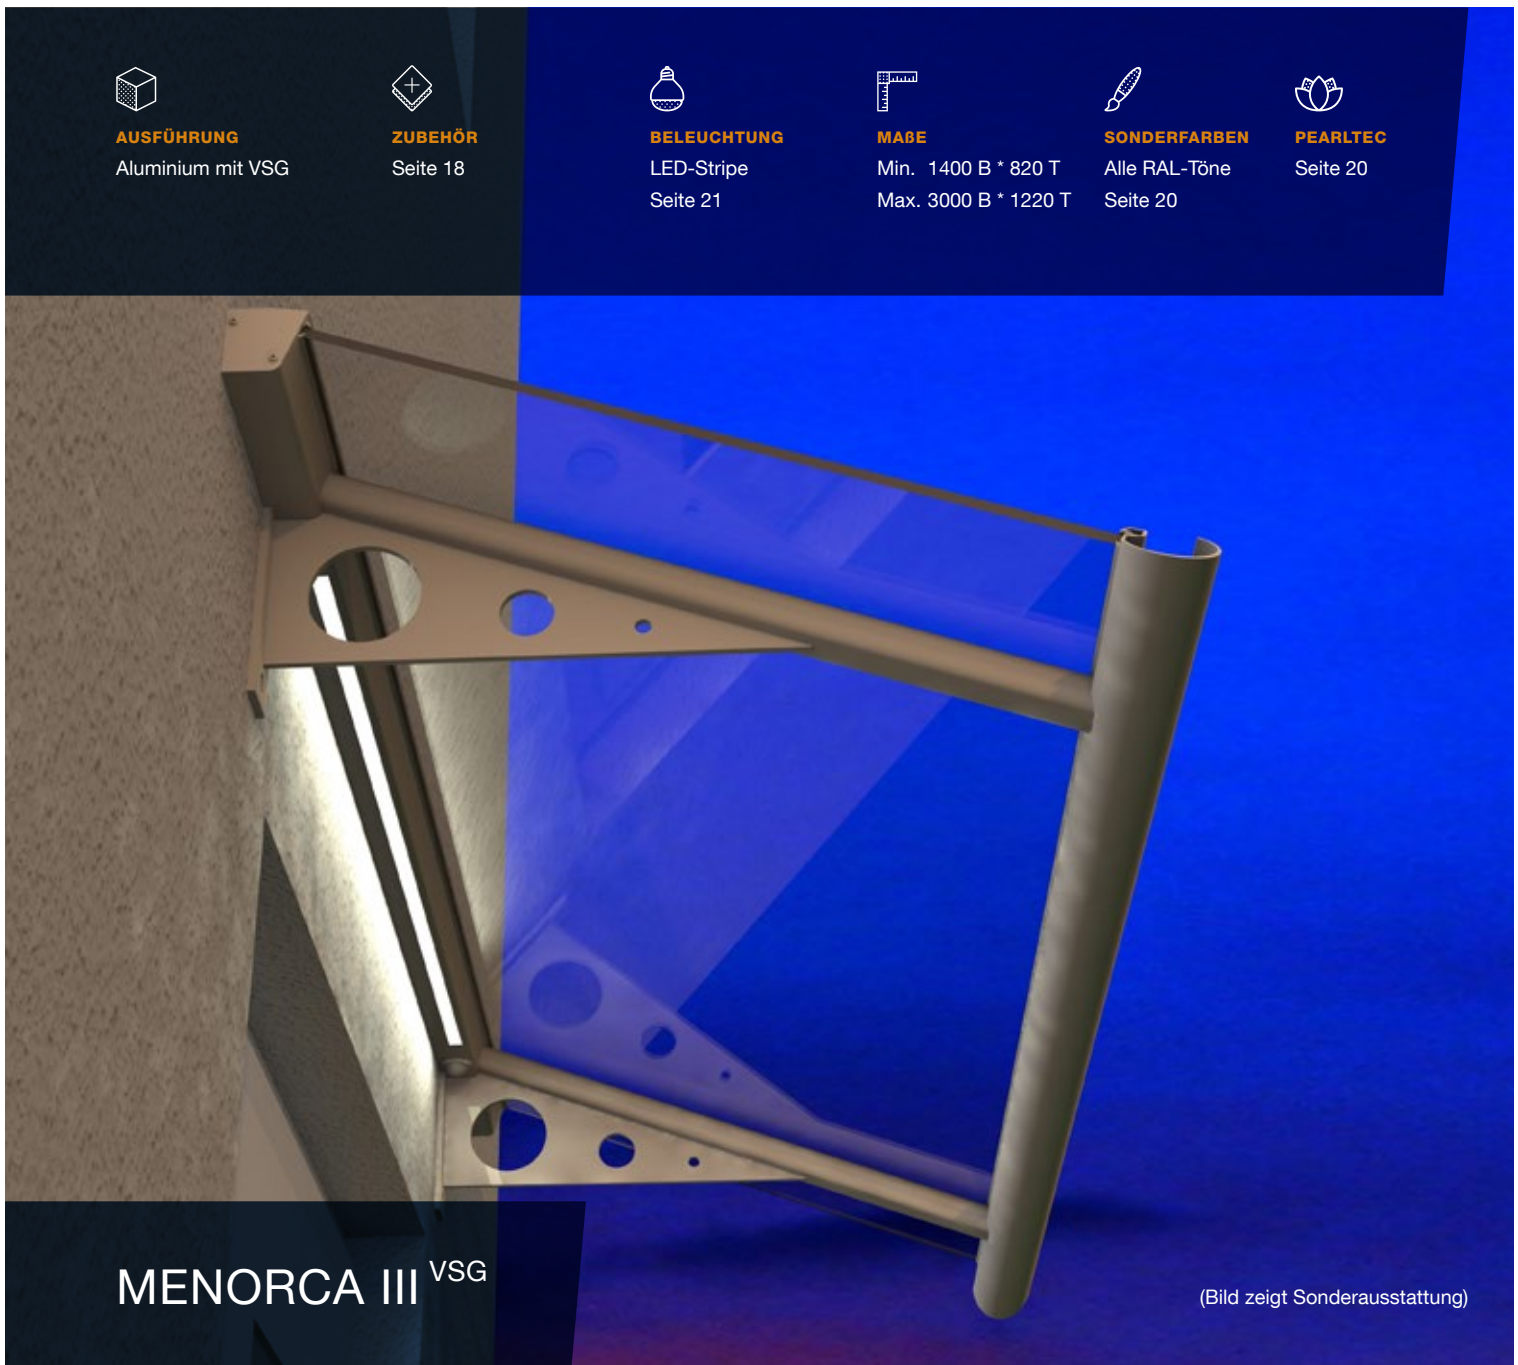 AUSFÜHRUNG
Aluminium mit VSG
ZUBEHÖR
Seite 18
BELEUCHTUNG
LED-Stripe
Seite 21
MAßE
Min. 1400 B * 820 T
Max. 3000 B * 1220 T
SONDERFARBEN
Alle RAL-Töne
Seite 20
PEARLTEC
Seite 20
MENORCA III VSG
(Bild zeigt Sonderausstattung)